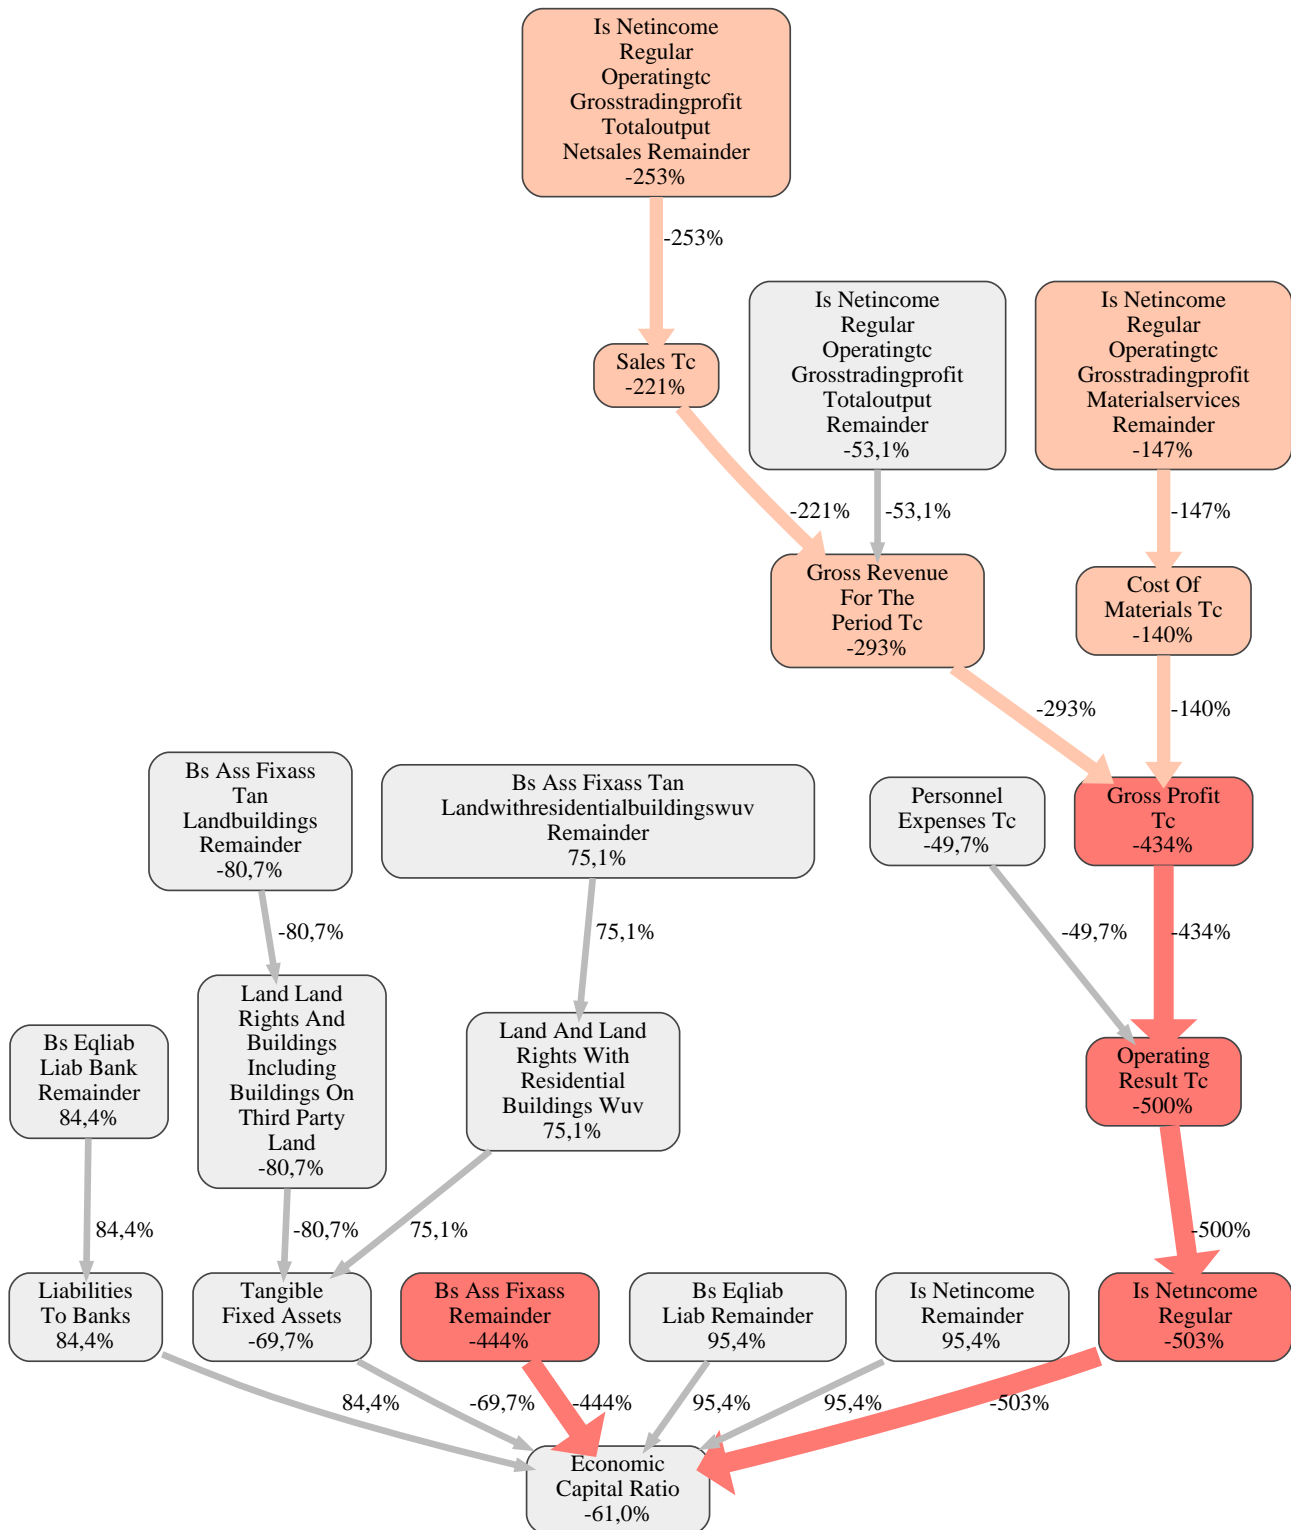 Is Netincome
Regular
Operatingtc
Grosstradingprofit
Totaloutput
Netsales Remainder
-253%
-253%
Is Netincome
Regular
Operatingtc
Grosstradingprofit
Totaloutput
Remainder
-53,1%
Is Netincome
Regular
Operatingtc
Grosstradingprofit
Materialservices
Remainder
-147%
Sales Tc
-221%
-221%
-53,1%
-147%
Gross Revenue
For The
Period Tc
-293%
Cost Of
Materials Tc
-140%
-293%
-140%
Bs Ass Fixass
Tan
Landbuildings
Remainder
-80,7%
Bs Ass Fixass Tan
Landwithresidentialbuildingswuv
Remainder
75,1%
Personnel
Expenses Tc
-49,7%
Gross Profit
Tc
-434%
-80,7%
75,1%
-49,7%
-434%
Bs Eqliab
Liab Bank
Remainder
84,4%
Land Land
Rights And
Buildings
Including
Buildings On
Third Party
Land
-80,7%
Land And Land
Rights With
Residential
Buildings Wuv
75,1%
Operating
Result Tc
-500%
84,4%
-80,7%
75,1%
-500%
Liabilities
To Banks
84,4%
Tangible
Fixed Assets
-69,7%
Bs Ass Fixass
Remainder
-444%
Bs Eqliab
Liab Remainder
95,4%
Is Netincome
Remainder
95,4%
Is Netincome
Regular
-503%
84,4%
-69,7%
-444%
95,4%
95,4%
-503%
Economic
Capital Ratio
-61,0%